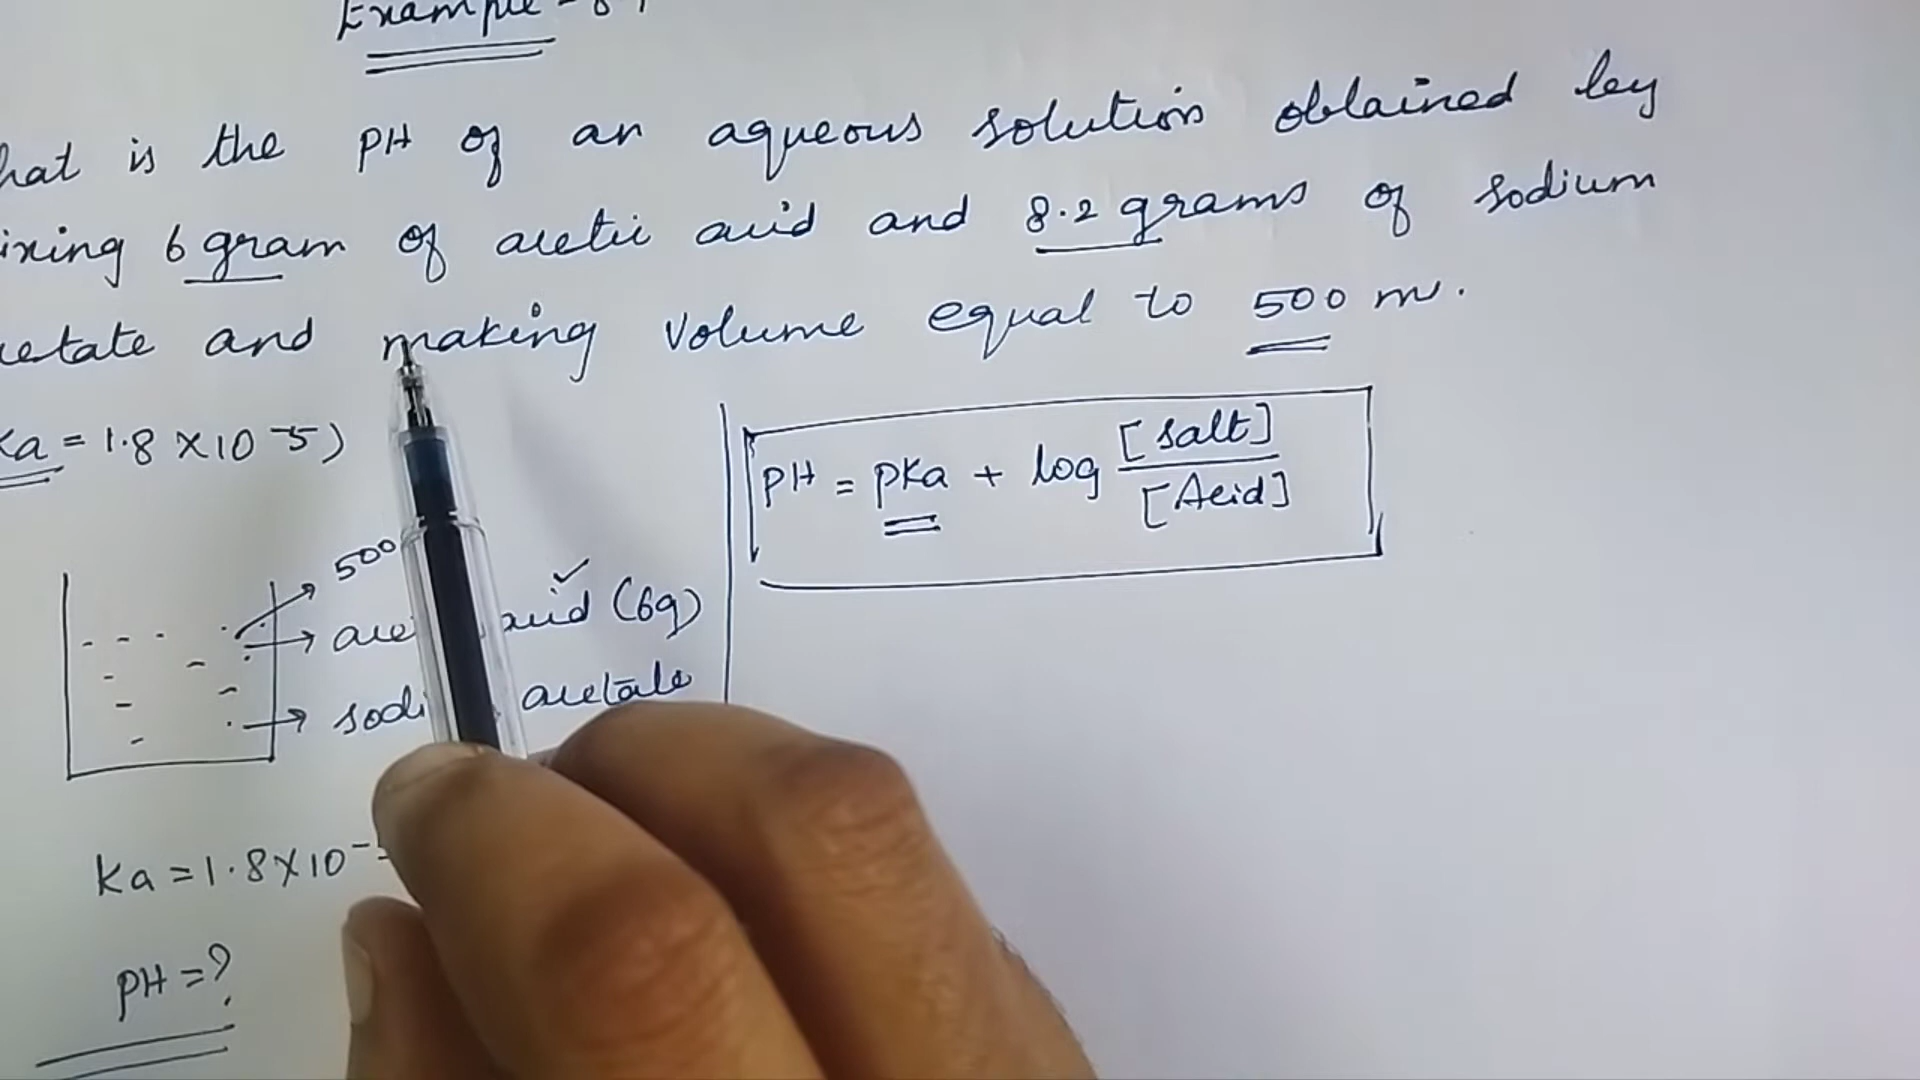 Example
hat is the pH of an aqueous solution obtained by
ixing 6 gram of acetic acid and 8.2 grams of sodium
cetate and making volume equal to 500 ml.
Ka = 1.8 × 10 -5)
pH = pKa + log [salt]
[Acid]
500
acid (6g)
sodi acetate
Ka = 1.8 × 10
pH = ?